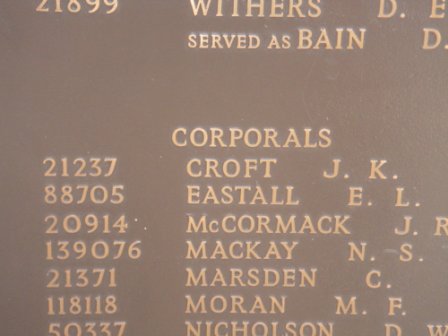 21899 WITHERS D. E
SERVED AS BAIN D.
CORPORALS
21237 CROFT J. K.
88705 EASTALL E. L.
20914 McCORMACK J. R
139076 MACKAY N. S.
21371 MARSDEN C.
118118 MORAN M. F.
50337 NICHOLSON D. W